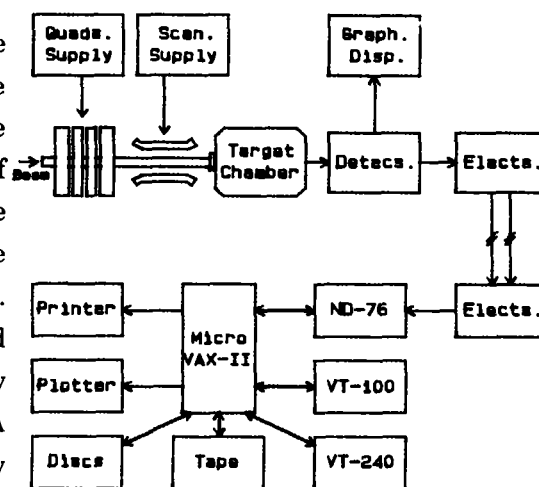 e
e
e
f
e
e
.
d
y
A
y
Quads.
Supply
Scan.
Supply
Graph.
Disp.
Beam
Target
Chamber
Detecs.
Elects.
Printer
Micro
VAX-II
ND-76
Elects.
Plotter
VT-100
Discs
Tape
VT-240